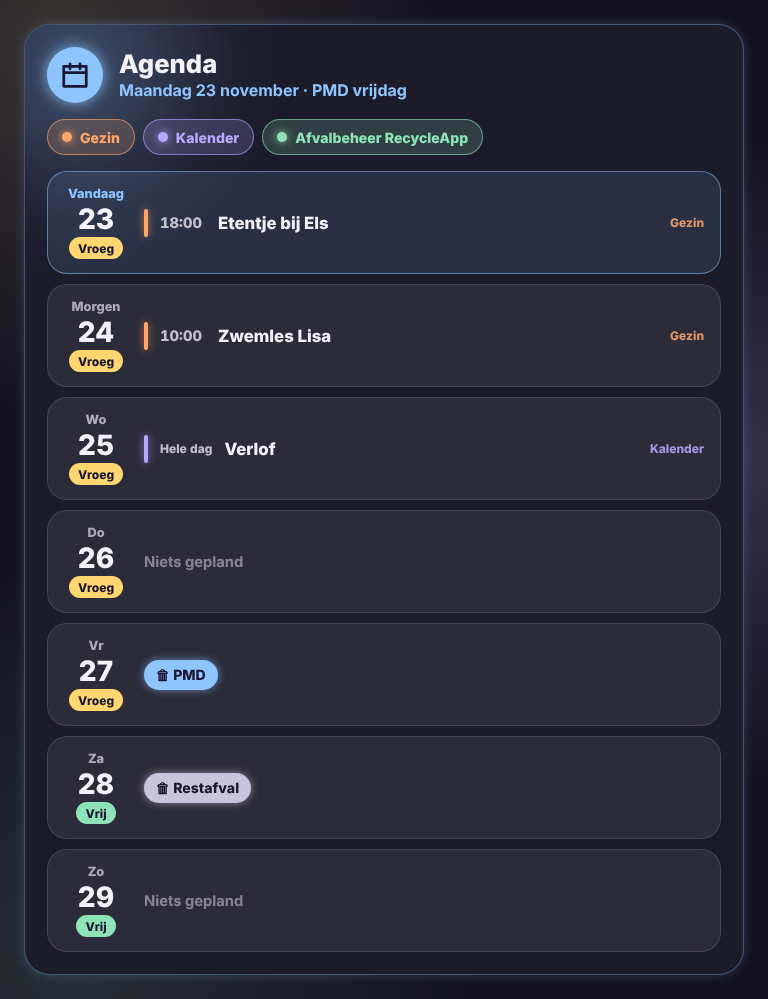 Agenda
Maandag 23 november · PMD vrijdag
Gezin
Kalender
Afvalbeheer RecycleApp
Vandaag
23
Vroeg
18:00 Etentje bij Els
Gezin
Morgen
24
Vroeg
10:00 Zwemles Lisa
Gezin
Wo
25
Vroeg
Hele dag Verlof
Kalender
Do
26
Vroeg
Niets gepland
Vr
27
Vroeg
PMD
Za
28
Vrij
Restafval
Zo
29
Vrij
Niets gepland